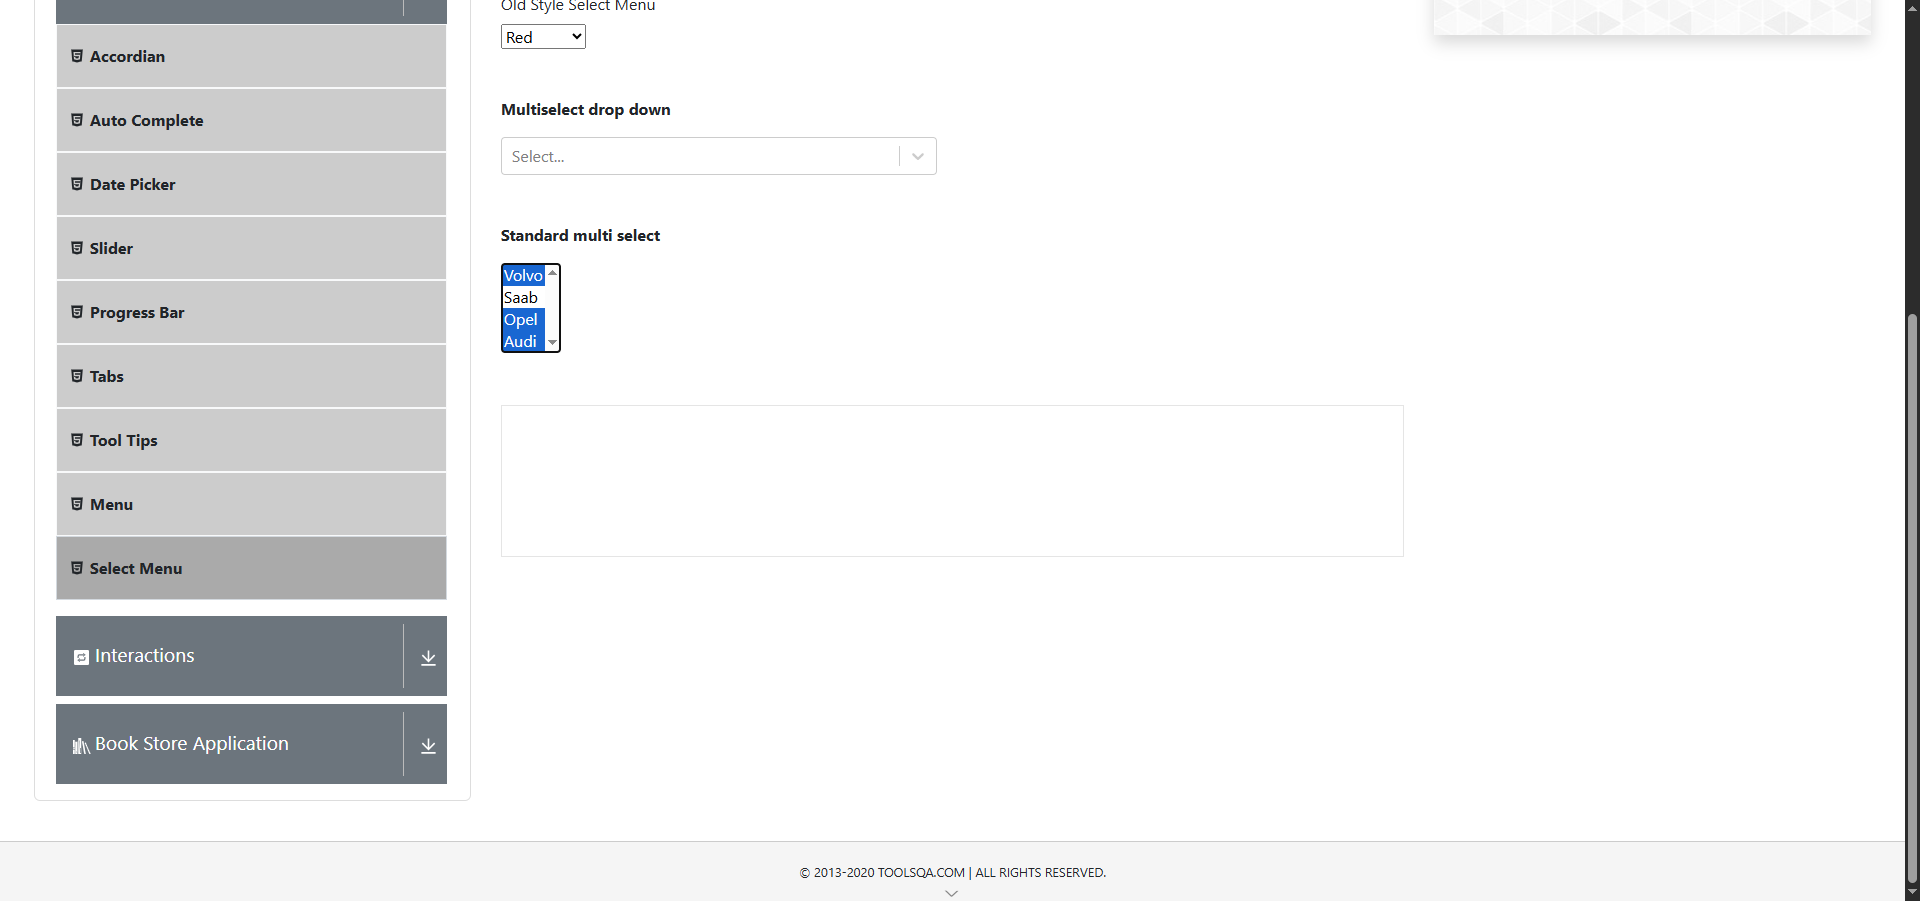 Accordian
Auto Complete
Date Picker
Slider
Progress Bar
Tabs
Tool Tips
Menu
Select Menu
Interactions
Book Store Application
Old Style Select Menu
Red
Multiselect drop down
Select...
Standard multi select
Volvo
Saab
Opel
Audi
© 2013-2020 TOOLSQA.COM | ALL RIGHTS RESERVED.